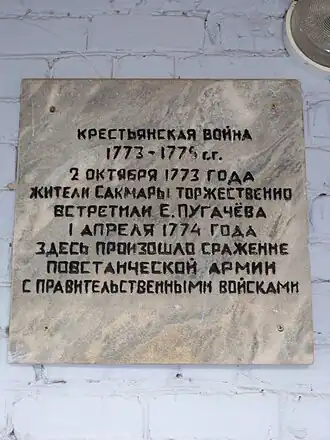 КРЕСТЬЯНСКАЯ ВОЙНА
1773-1775 г.г.
2 ОКТЯБРЯ 1773 ГОДА
ЖИТЕЛИ САКМАРЫ ТОРЖЕСТВЕННО
ВСТРЕТИЛИ Е.ПУГАЧЁВА
1 АПРЕЛЯ 1774 ГОДА
ЗДЕСЬ ПРОИЗОШЛО СРАЖЕНИЕ
ПОВСТАНЧЕСКОЙ АРМИИ
С ПРАВИТЕЛЬСТВЕННЫМИ ВОЙСКАМИ